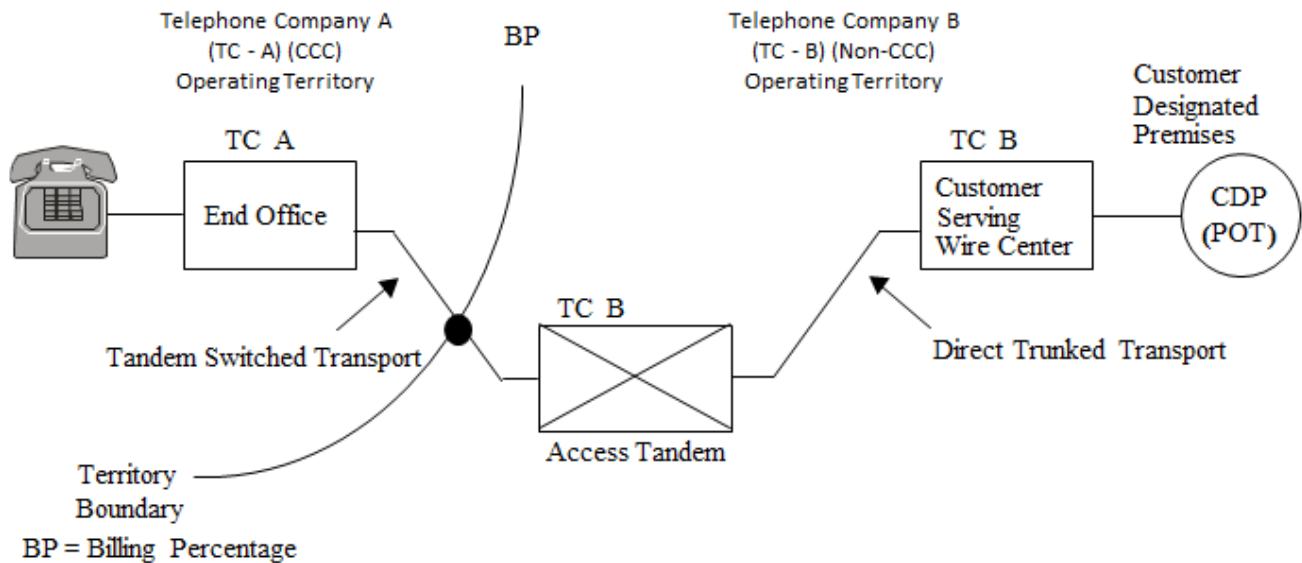 Telephone Company A
(TC - A) (CCC)
Operating Territory
BP
Telephone Company B
(TC - B) (Non-CCC)
Operating Territory
Customer
Designated
Premises
TC A
End Office
TC B
Customer
Serving
Wire Center
CDP
(POT)
TC B
Tandem Switched Transport
Direct Trunked Transport
Access Tandem
Territory
Boundary
BP = Billing Percentage